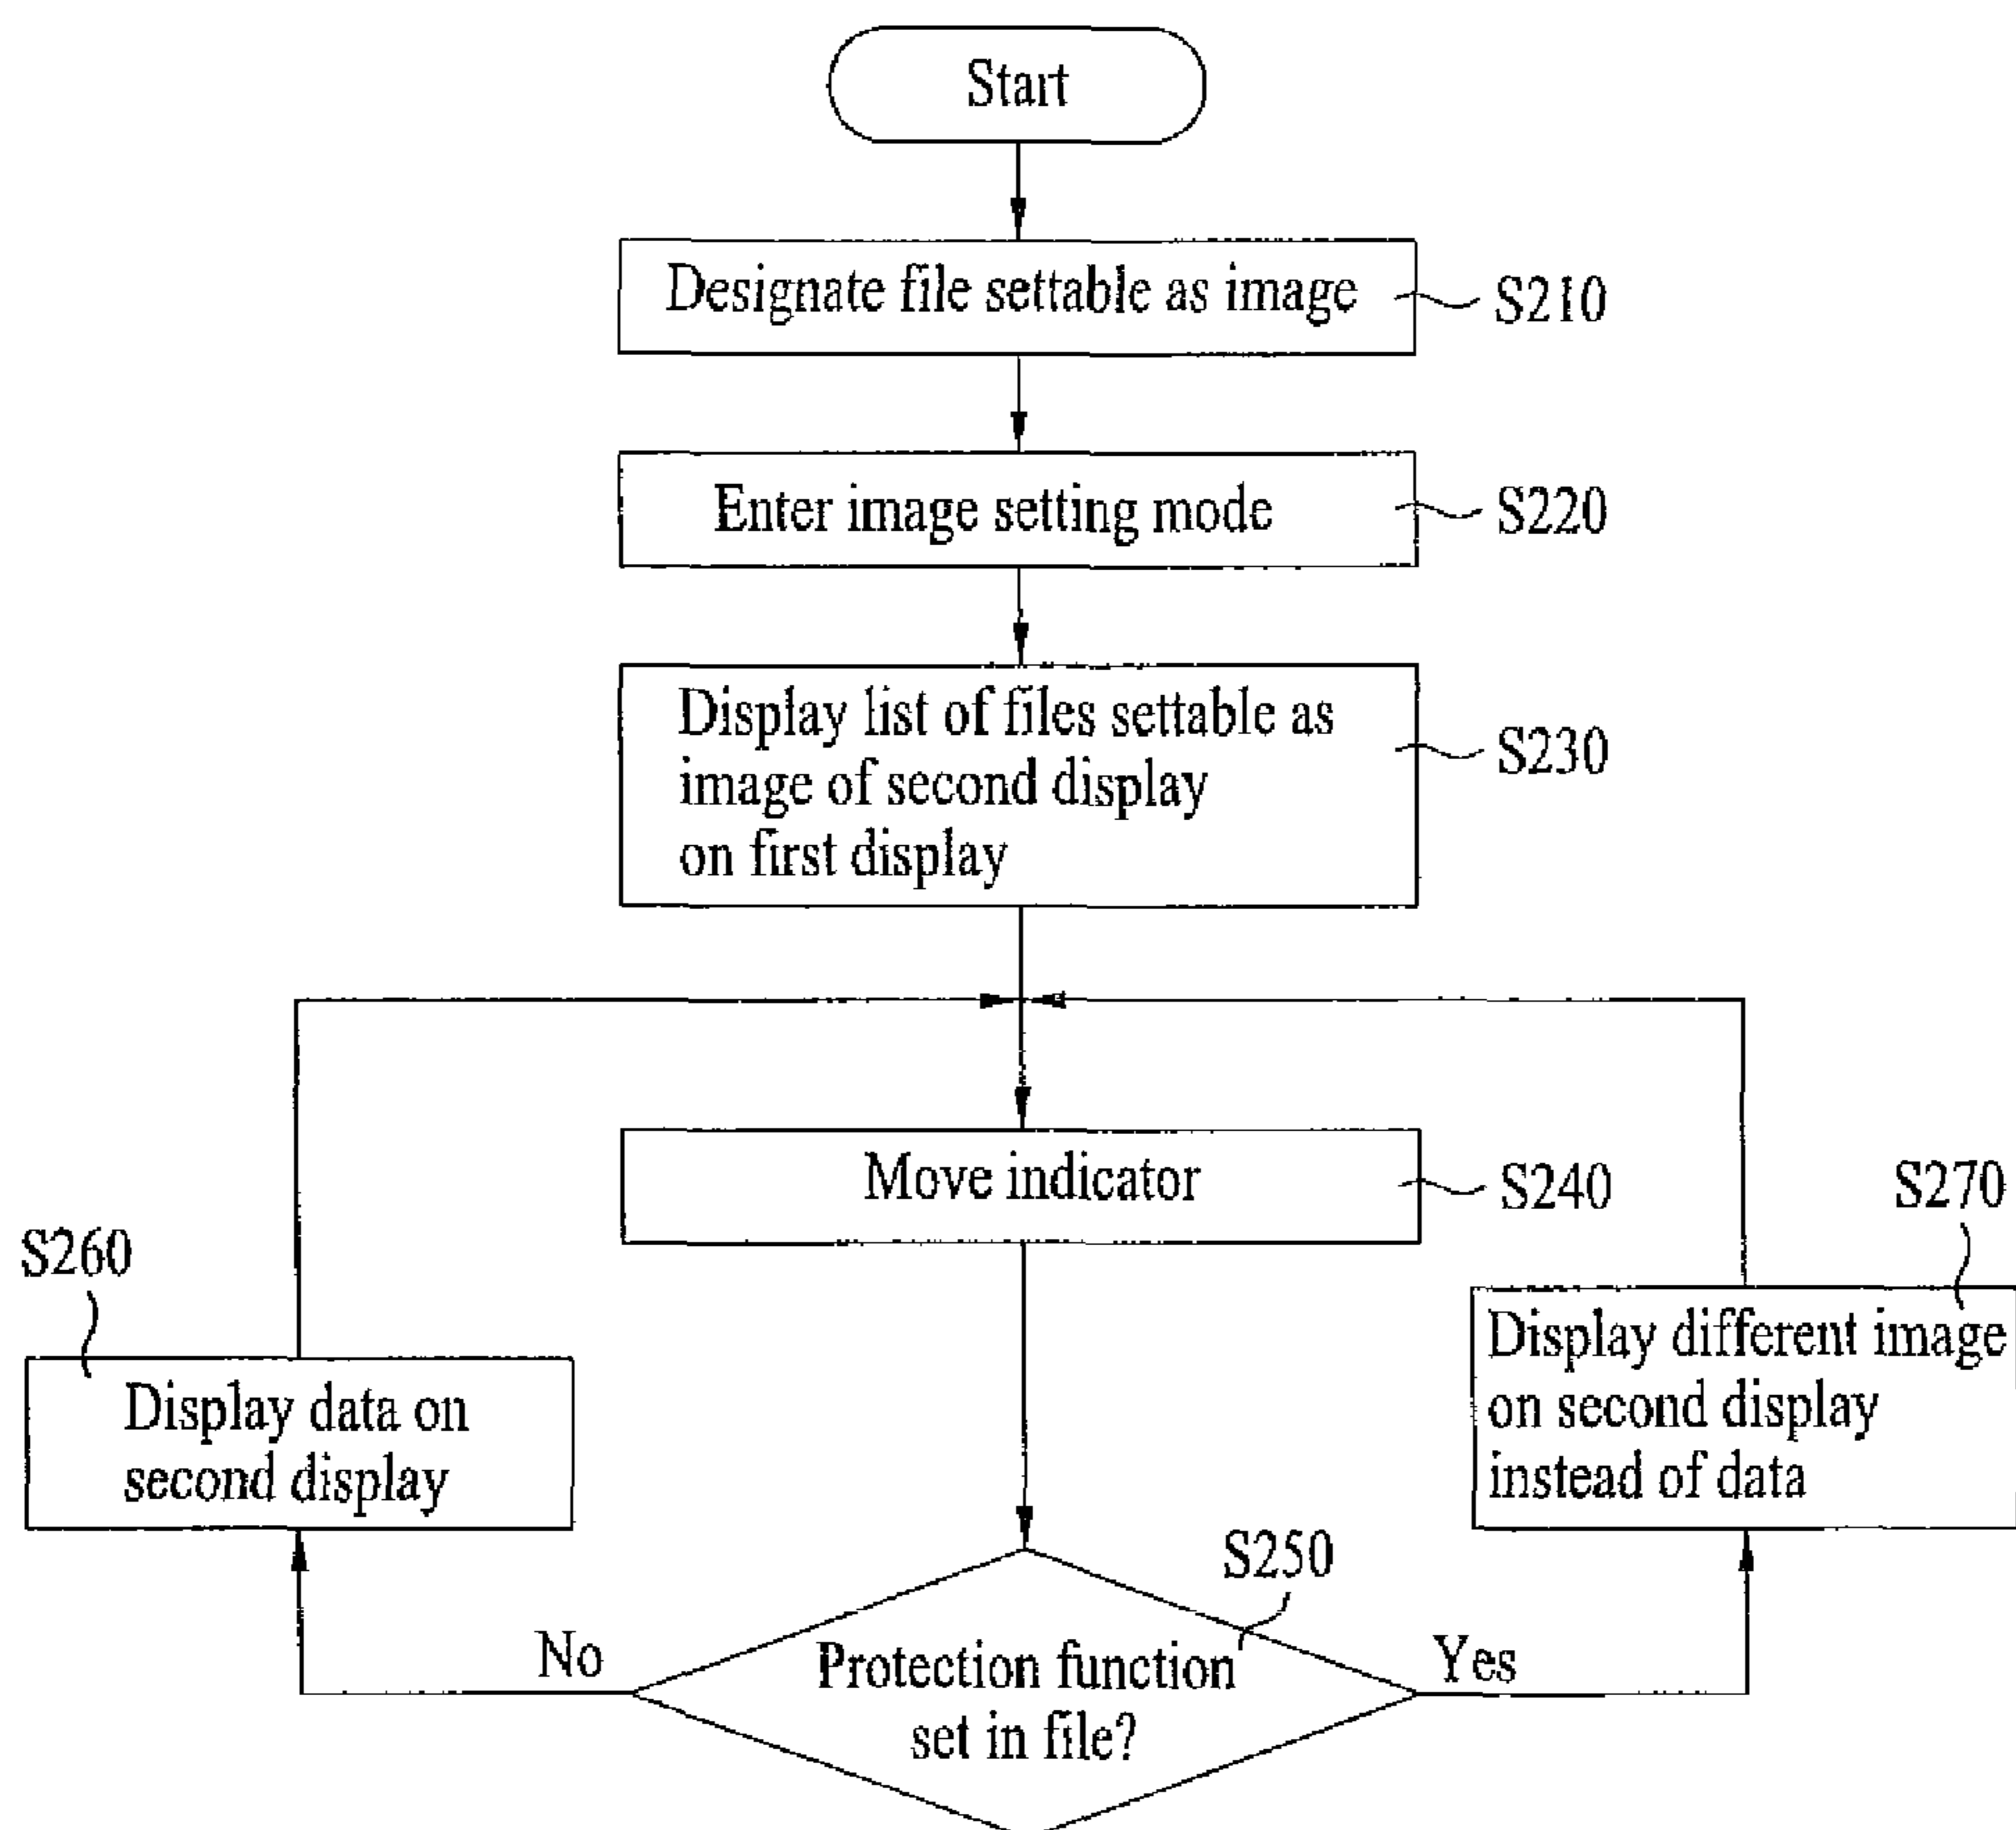 Start
Designate file settable as image
S210
Enter image setting mode
S220
Display list of files settable as
image of second display
on first display
S230
Move indicator
S240
S270
S260
Display different image
on second display
instead of data
Display data on
second display
S250
No
Protection function
set in file?
Yes